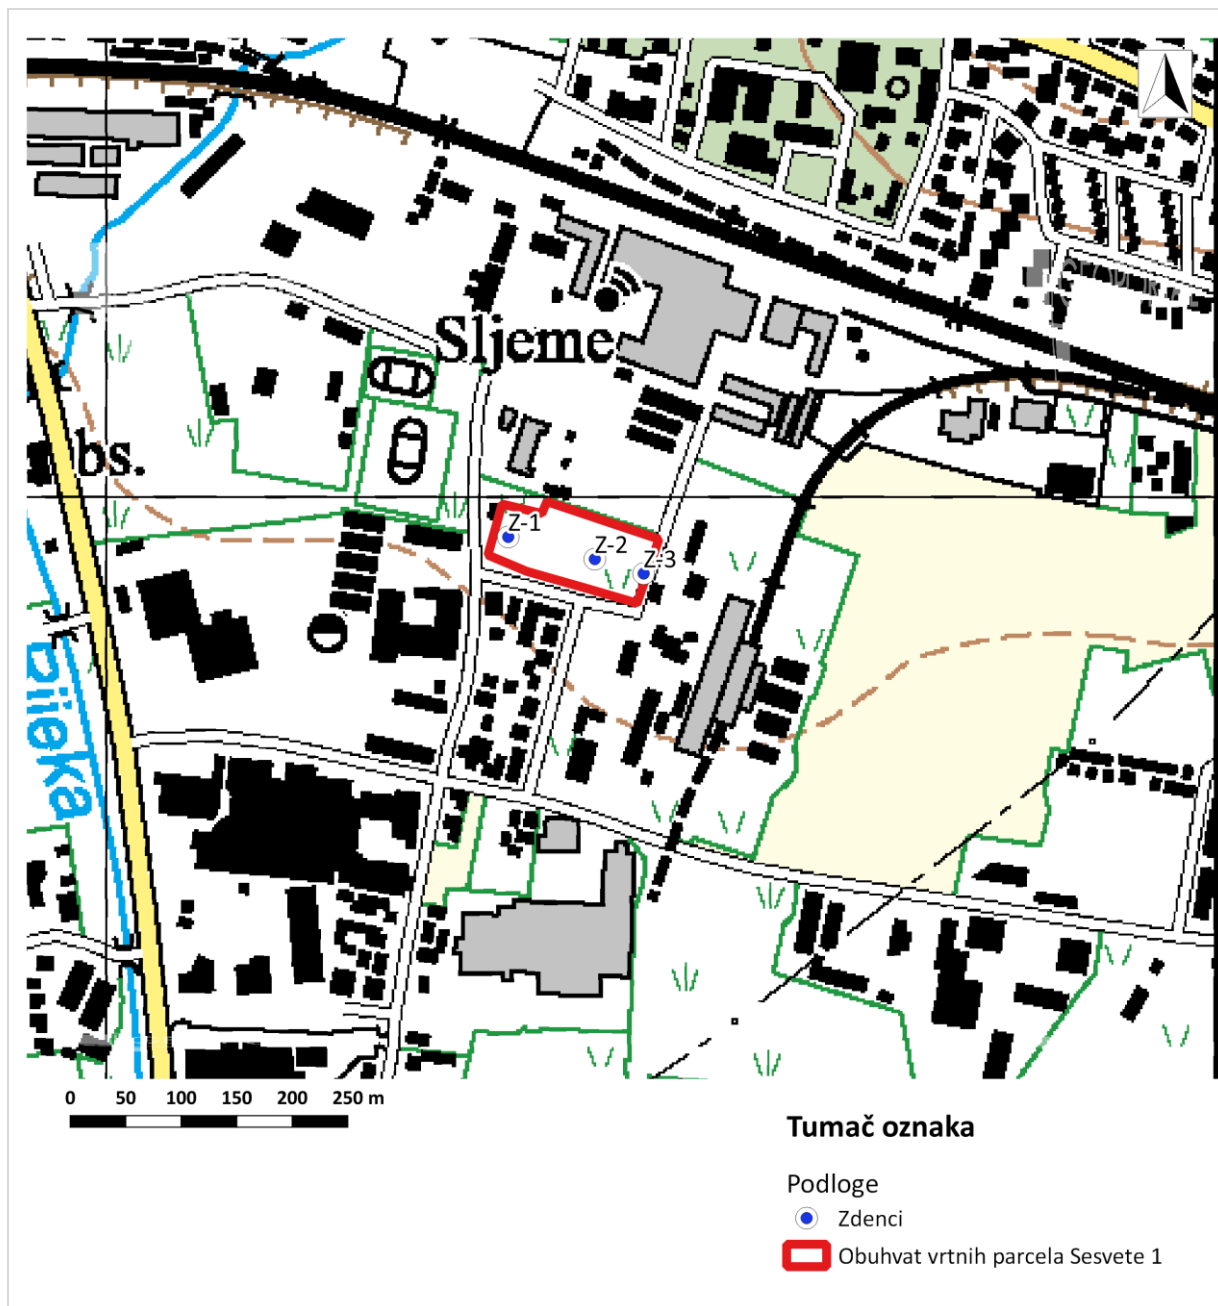 Sljeme
bs.
Z-1
Z-2
Z-3
0 50 100 150 200 250 m
Tumač oznaka
Podloge
Zdenci
Obuhvat vrtnih parcela Sesvete 1